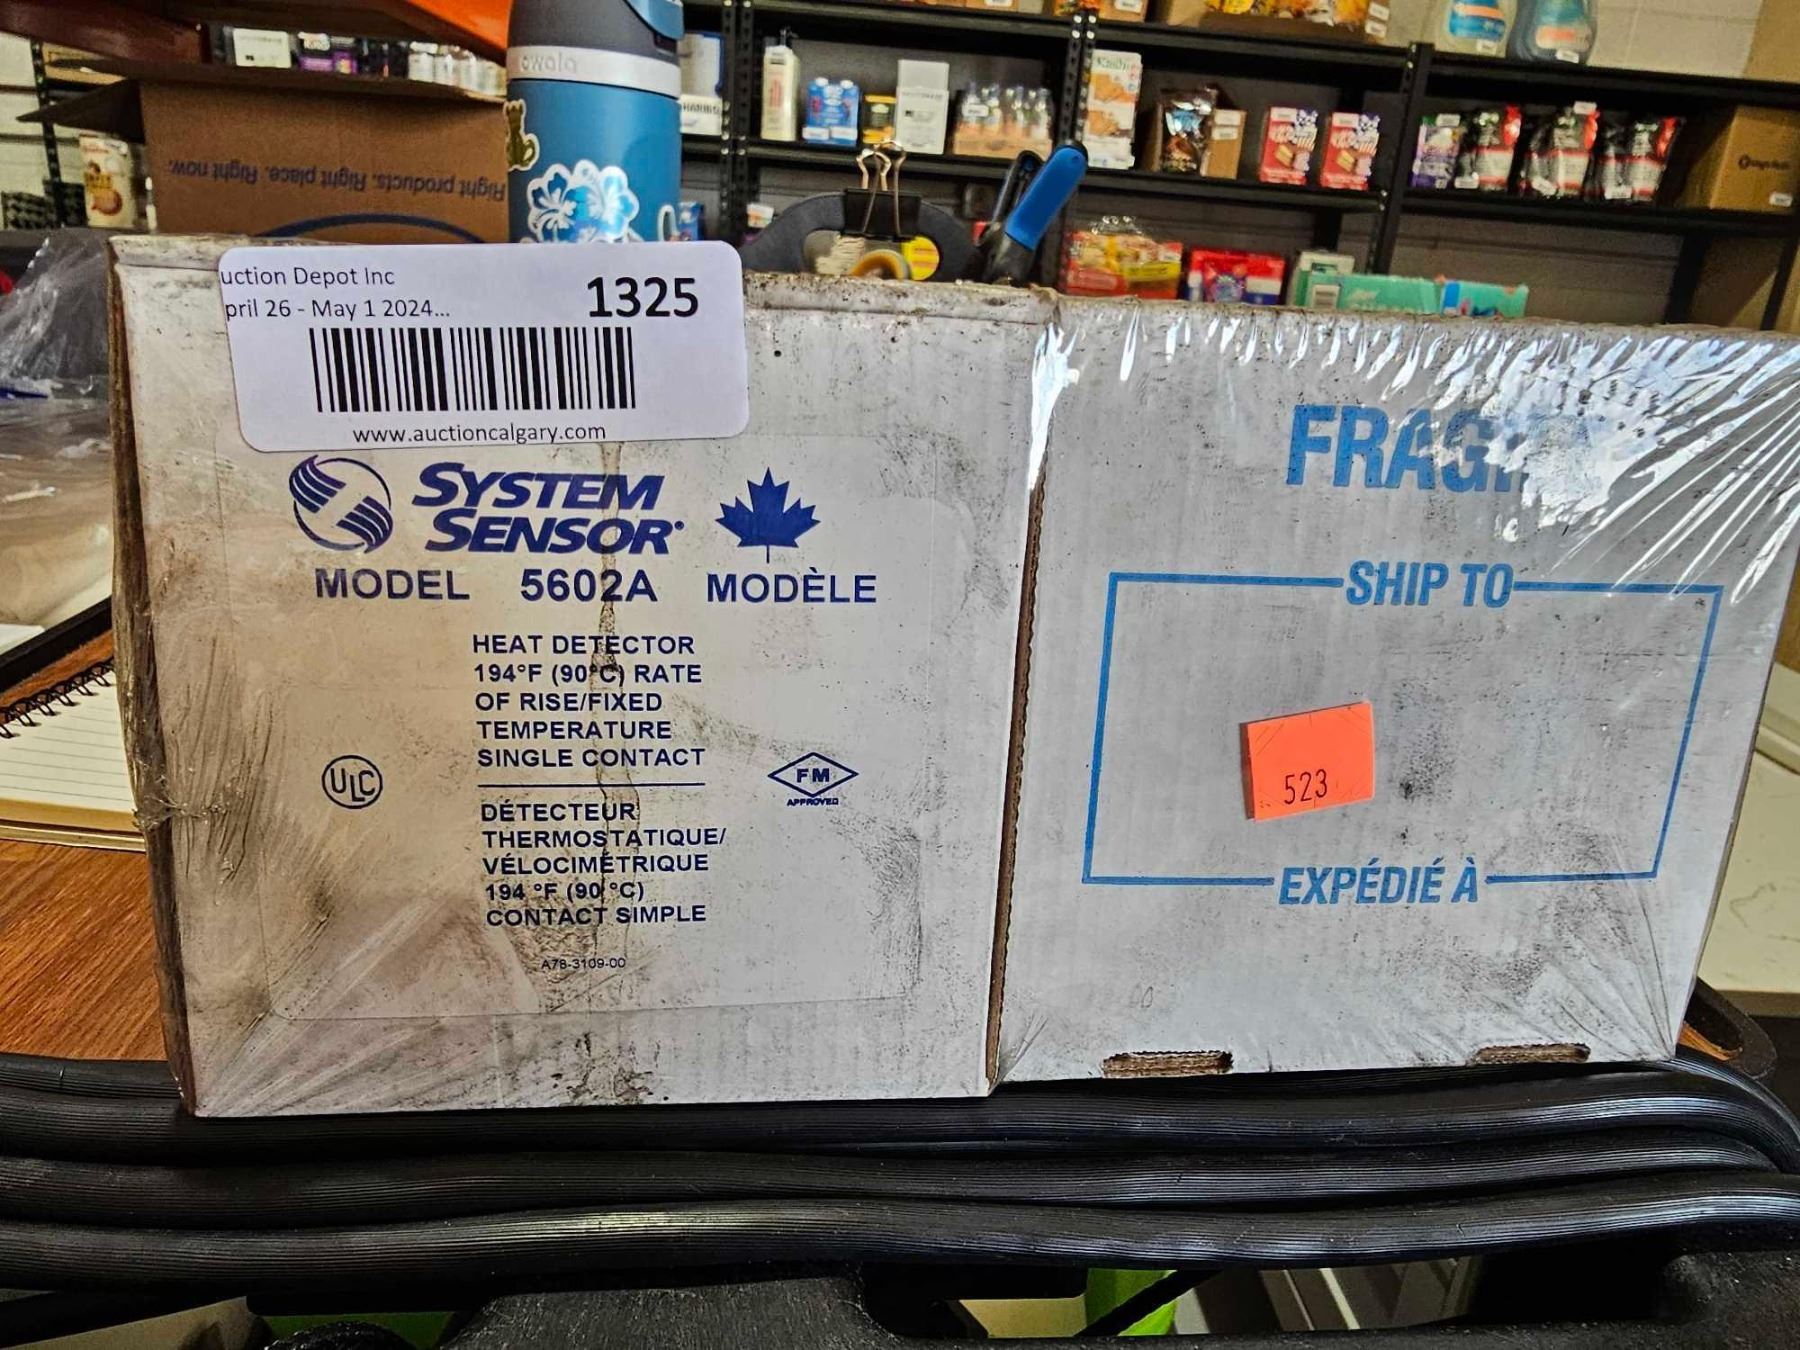 owala
Right products. Right place. Right now.
uction Depot Inc
pril 26 - May 1 2024...
1325
www.auctioncalgary.com
SYSTEM
SENSOR
MODEL 5602A MODÈLE
HEAT DETECTOR
194°F (90°C) RATE
OF RISE/FIXED
TEMPERATURE
SINGLE CONTACT
ULC
FM
APPROVED
DÉTECTEUR
THERMOSTATIQUE/
VÉLOCIMÉTRIQUE
194 °F (90 °C)
CONTACT SIMPLE
A78-3109-00
SHIP TO
523
EXPÉDIÉ À